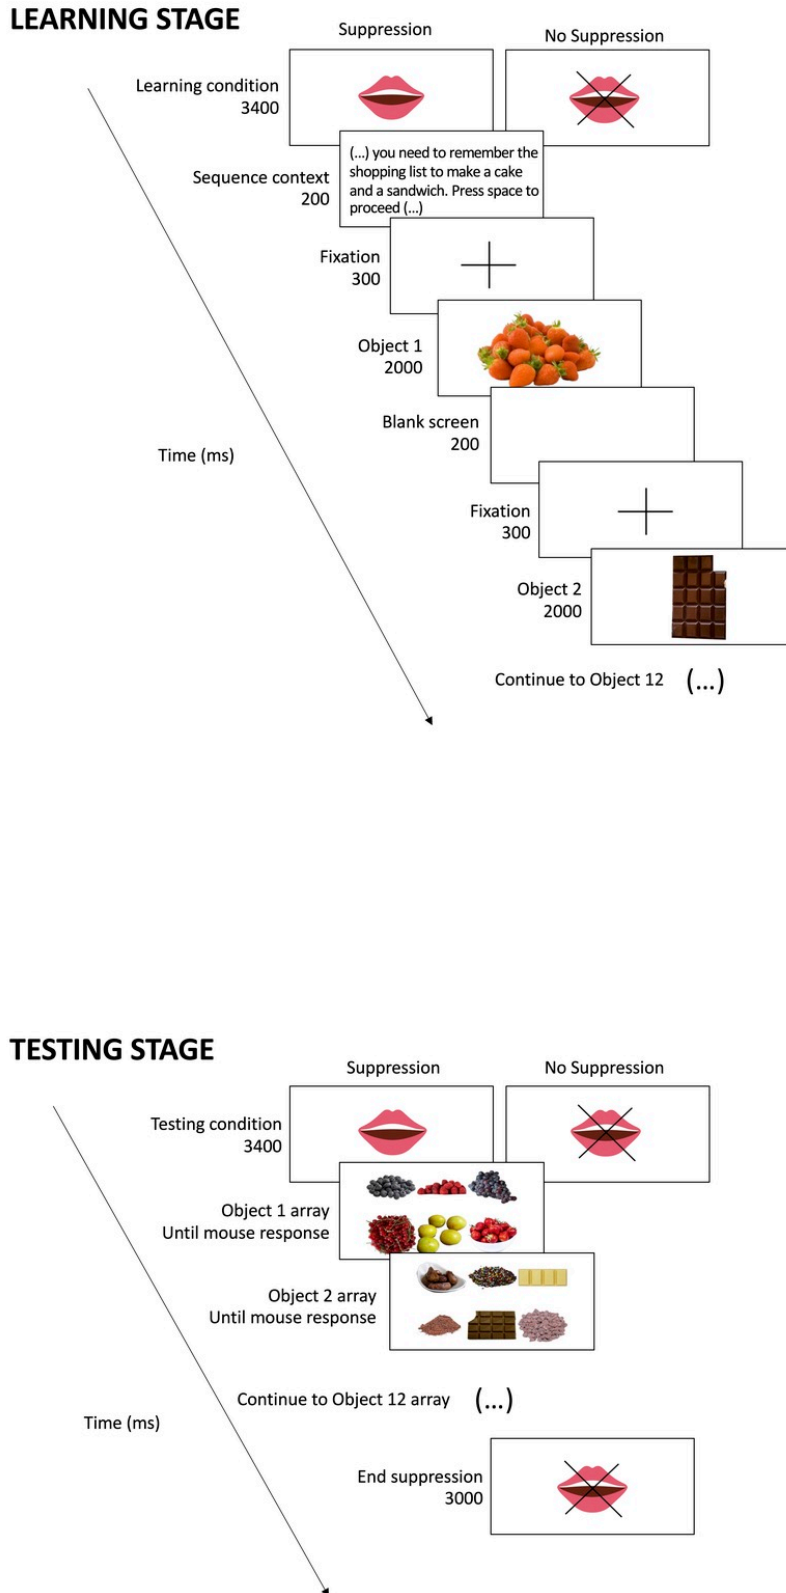 LEARNING STAGE
Suppression
No Suppression
Learning condition
3400
Sequence context
200
(...) you need to remember the
shopping list to make a cake
and a sandwich. Press space to
proceed (...)
Fixation
300
Object 1
2000
Blank screen
200
Time (ms)
Fixation
300
Object 2
2000
Continue to Object 12 (...)
TESTING STAGE
Suppression
No Suppression
Testing condition
3400
Object 1 array
Until mouse response
Object 2 array
Until mouse response
Continue to Object 12 array (...)
Time (ms)
End suppression
3000